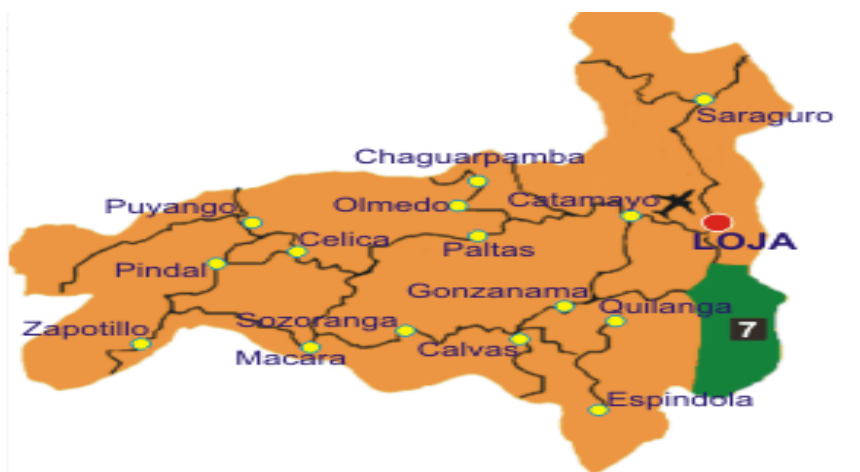 Saraguro
Chaguarpamba
Catamayo
Olmedo
Puyango
Celica
Paltas
LOJA
Pindal
Gonzanama
Quilanga
Sozoranga
Zapotillo
7
Calvas
Macara
Espindola